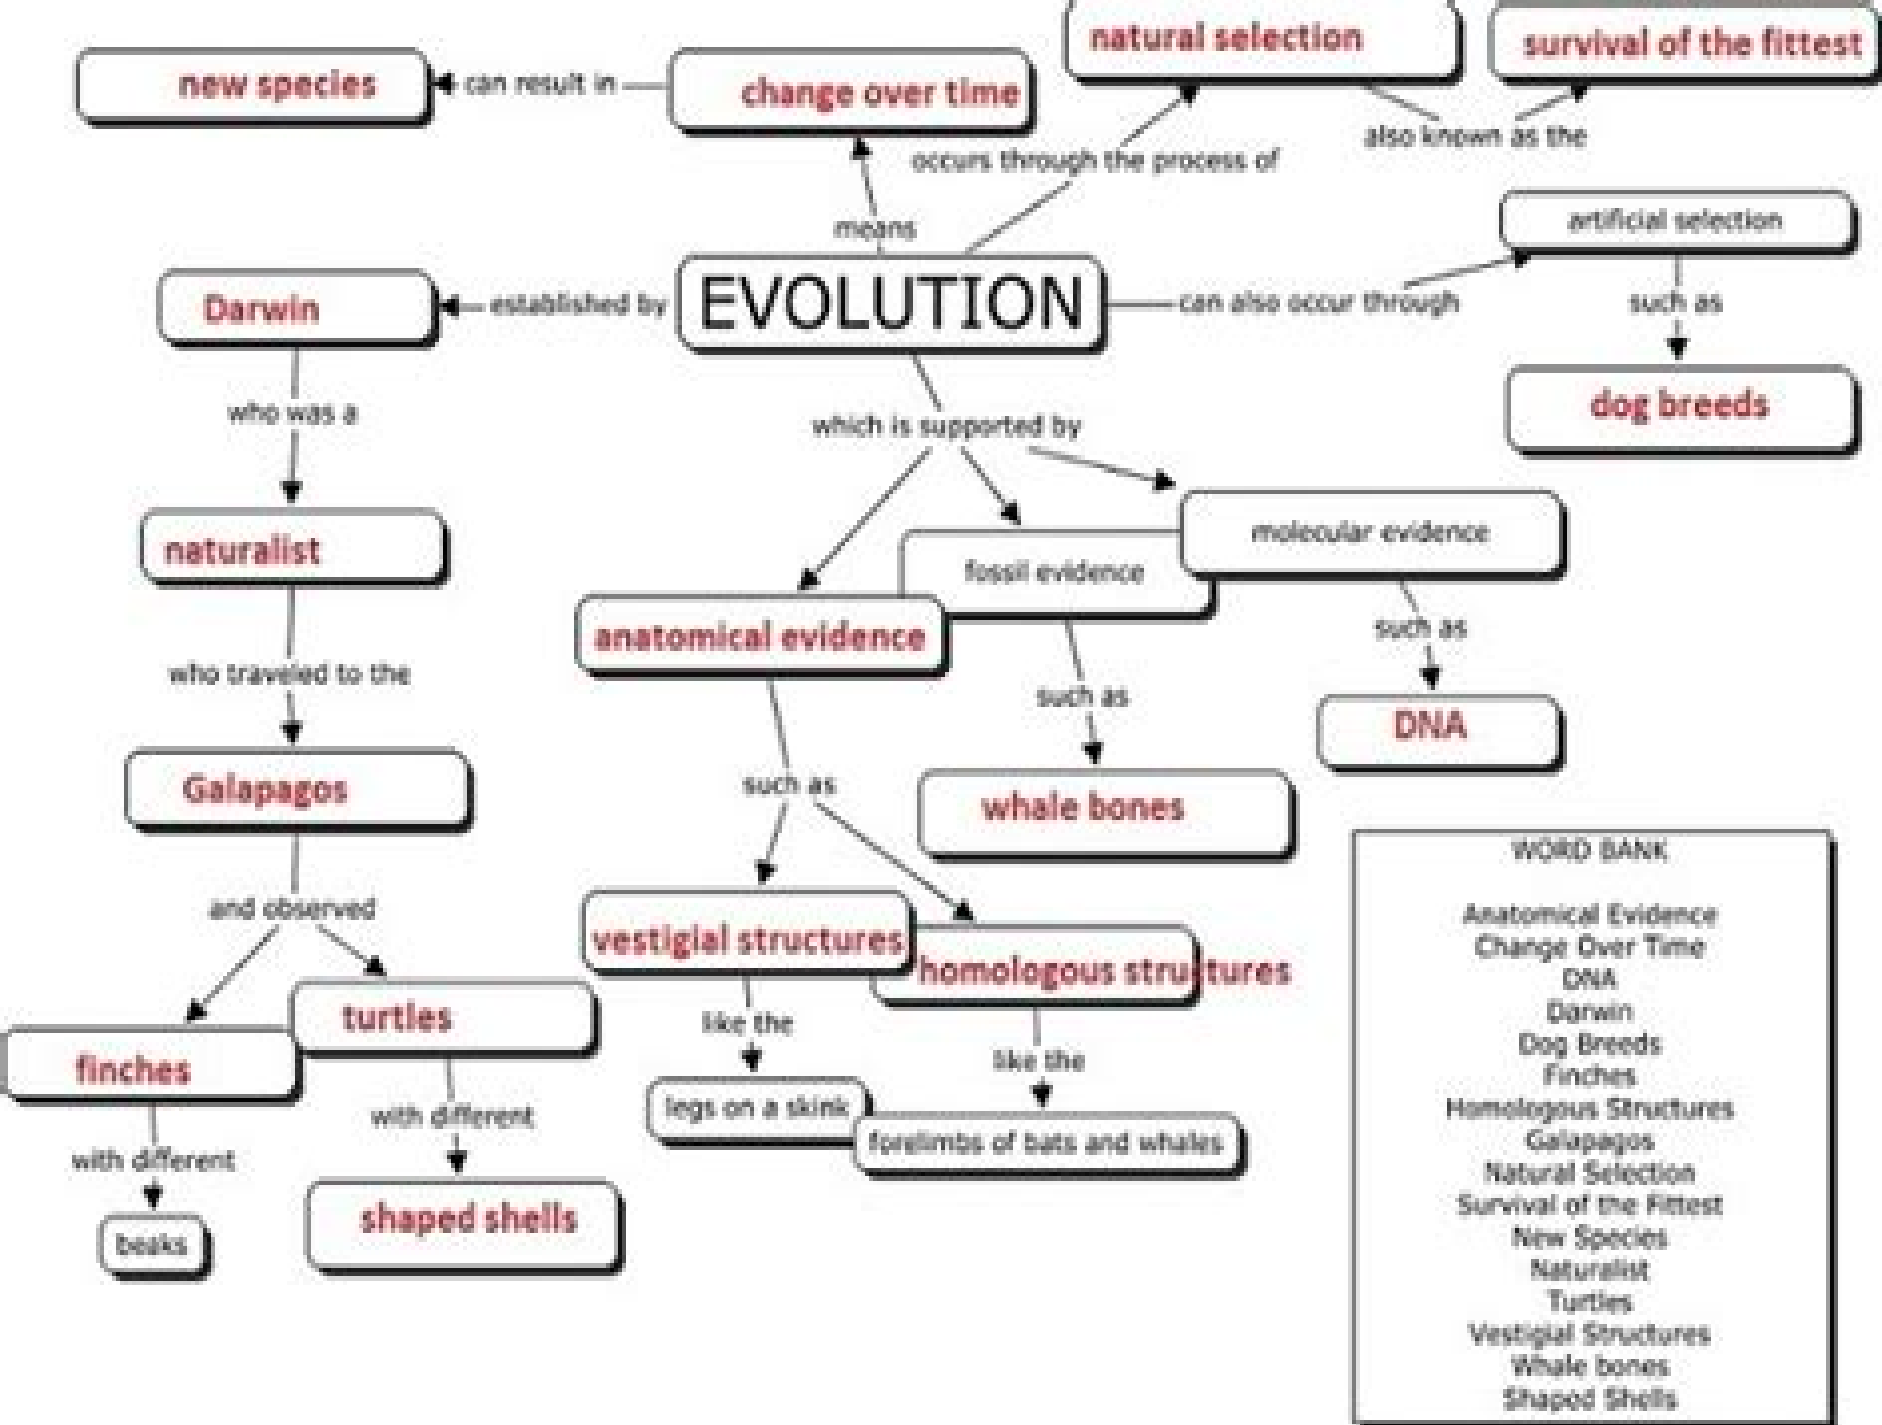 natural selection
survival of the fittest
new species
can result in
change over time
also known as the
occurs through the process of
means
artificial selection
Darwin
established by
EVOLUTION
can also occur through
such as
dog breeds
who was a
which is supported by
naturalist
molecular evidence
fossil evidence
anatomical evidence
such as
who traveled to the
such as
DNA
Galapagos
such as
whale bones
and observed
vestigial structures
homologous structures
turtles
finches
like the
like the
with different
legs on a skink
forelimbs of bats and whales
with different
shaped shells
beaks
WORD BANK
Anatomical Evidence
Change Over Time
DNA
Darwin
Dog Breeds
Finches
Homologous Structures
Galapagos
Natural Selection
Survival of the Fittest
New Species
Naturalist
Turtles
Vestigial Structures
Whale bones
Shaped Shells